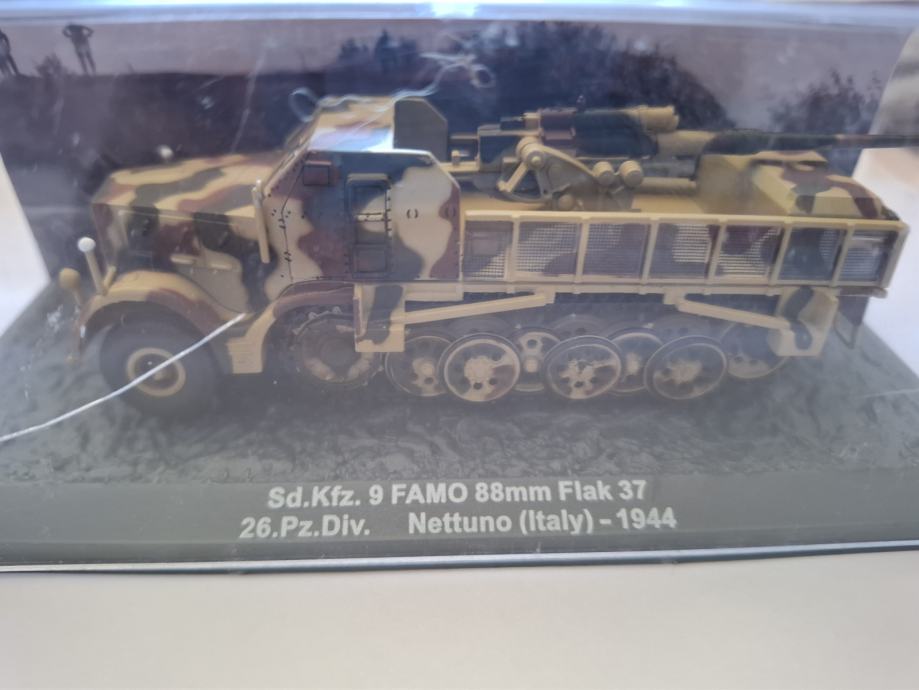 Sd.Kfz. 9 FAMO 88mm Flak 37
26.Pz.Div. Nettuno (Italy) - 1944